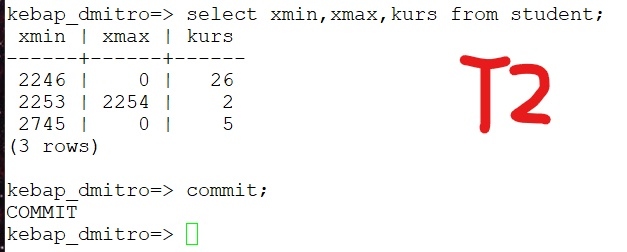 kebap_dmitro=> select xmin,xmax,kurs from student;
 xmin | xmax | kurs
------+------+------
 2246 |    0 |   26
 2253 | 2254 |    2
 2745 |    0 |    5
(3 rows)
T2
kebap_dmitro=> commit;
COMMIT
kebap_dmitro=>